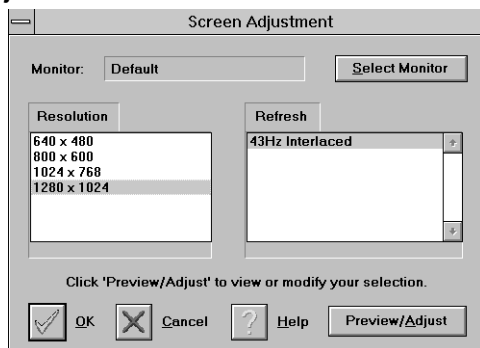 Screen Adjustment
Monitor: Default Select Monitor
Resolution
640 x 480
800 x 600
1024 x 768
1280 x 1024
Refresh
43Hz Interlaced
Click 'Preview/Adjust' to view or modify your selection.
OK Cancel ? Help Preview/Adjust